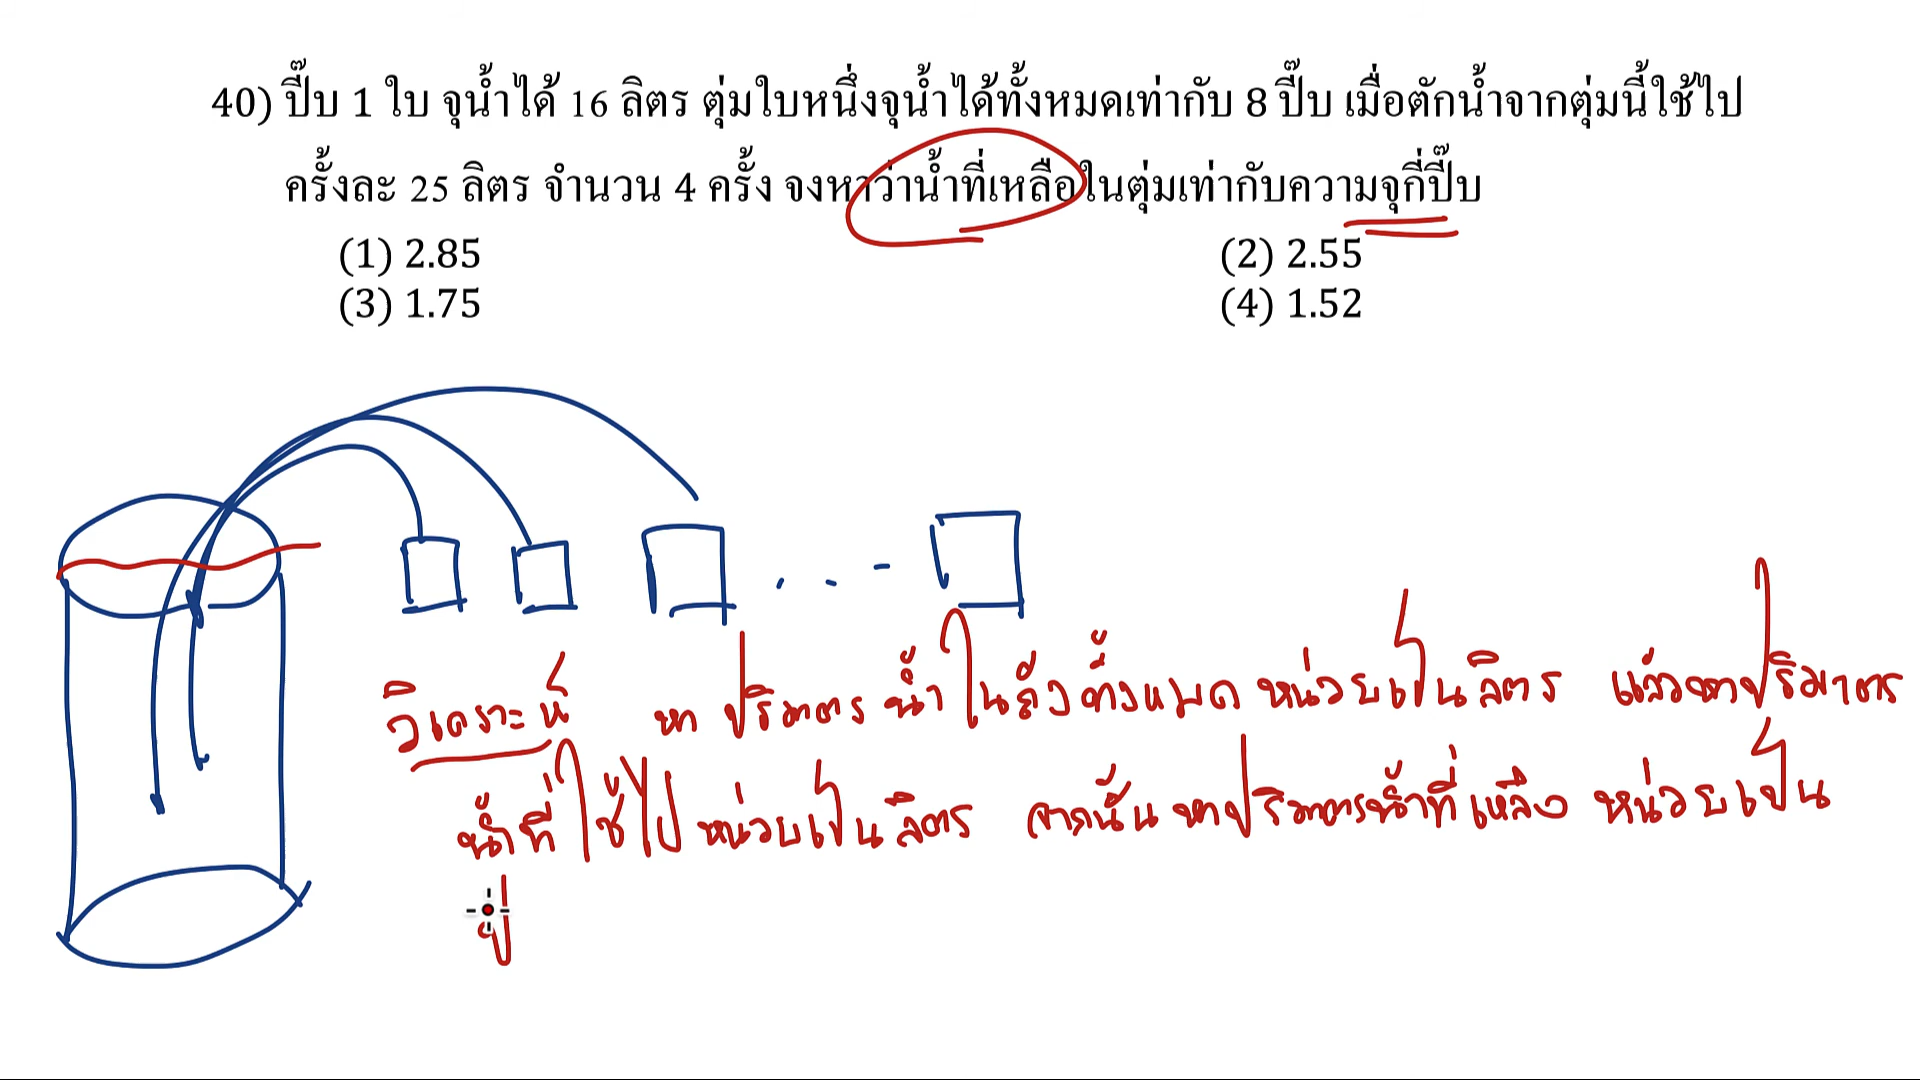 40) ปี๊บ 1 ใบ จุน้ำได้ 16 ลิตร ตุ่มใบหนึ่งจุน้ำได้ทั้งหมดเท่ากับ 8 ปี๊บ เมื่อตักน้ำจากตุ่มนี้ใช้ไป
ครั้งละ 25 ลิตร จำนวน 4 ครั้ง จงหาว่าน้ำที่เหลือในตุ่มเท่ากับความจุกี่ปี๊บ
(1) 2.85 (2) 2.55
(3) 1.75 (4) 1.52
วิเคราะห์ หา ปริมาตร น้ำ ในถังทั้งหมด หน่วยเป็น ลิตร แล้วหาปริมาตร
น้ำที่ใช้ไป หน่วยเป็น ลิตร จากนั้น หาปริมาตรน้ำที่เหลือ หน่วยเป็น
ปี